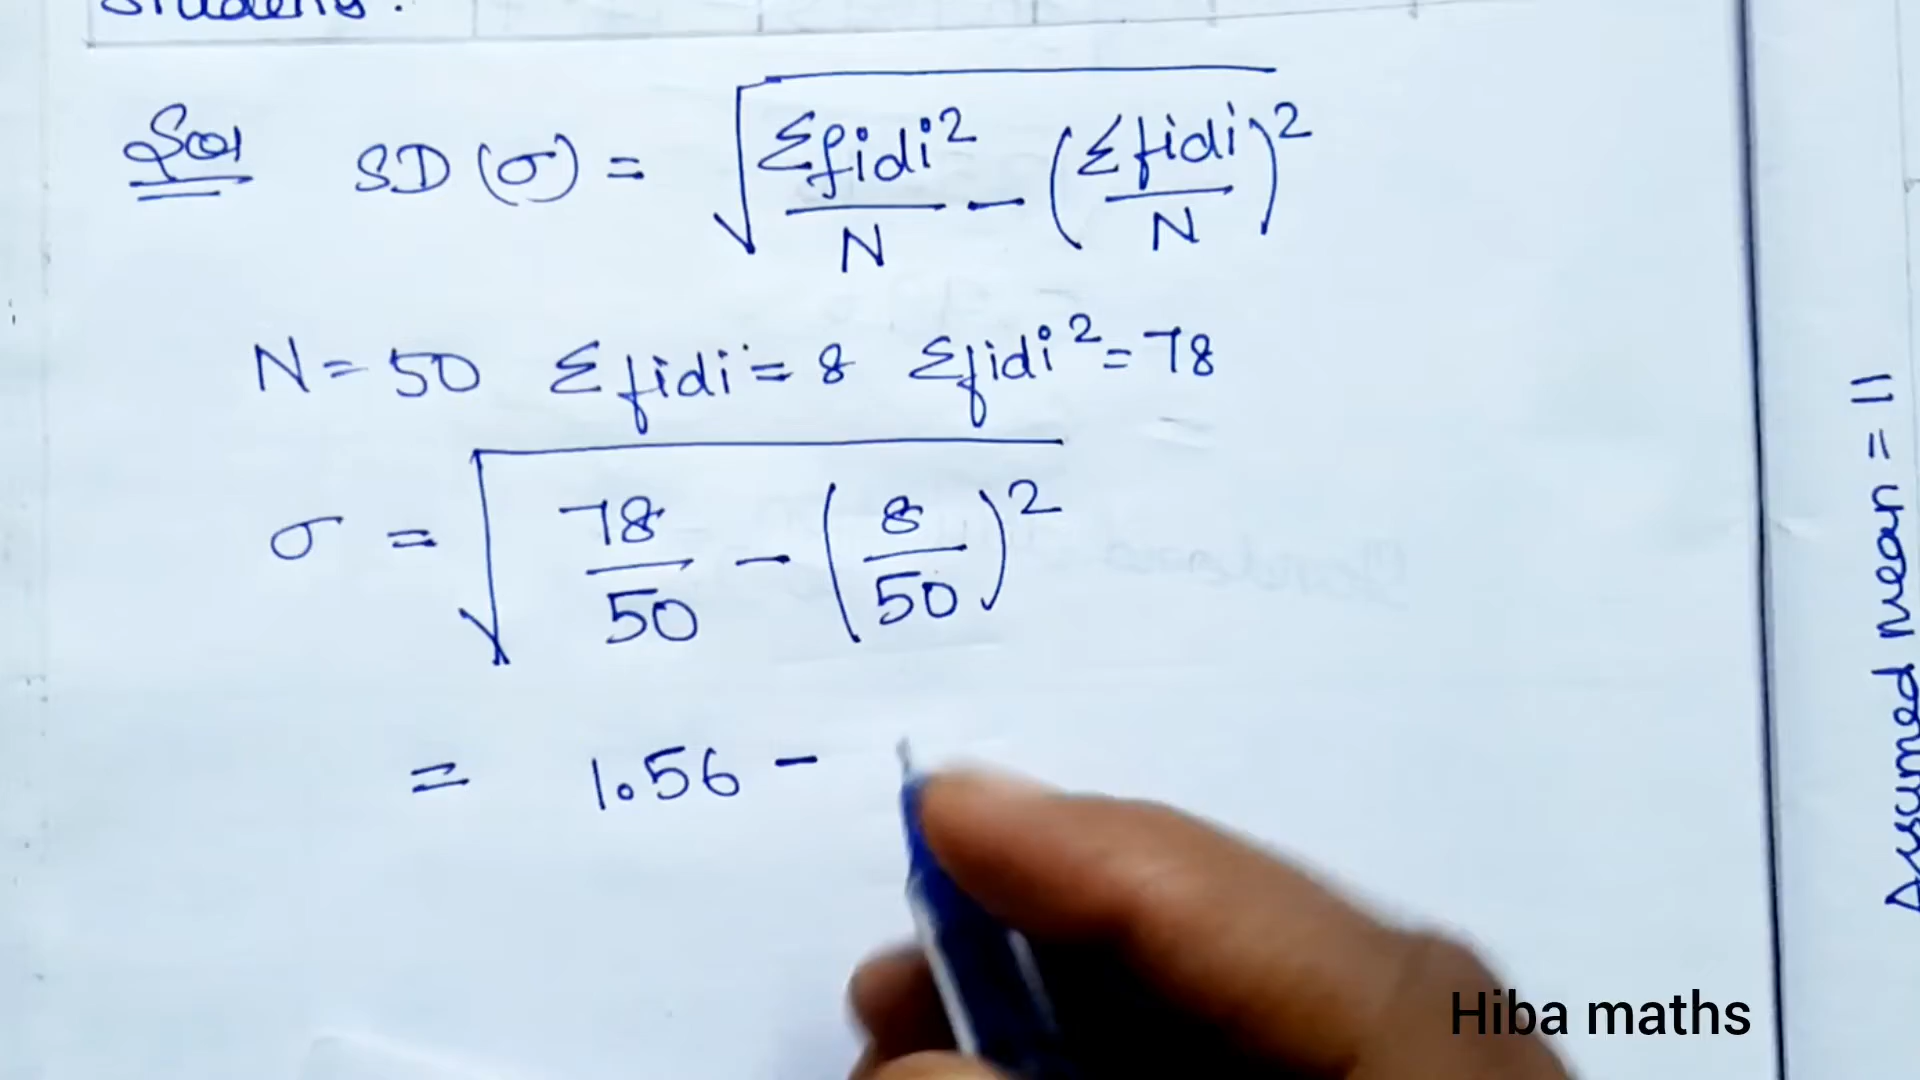 Students.
Sol SD (σ) = √(Σfidi²/N - (Σfidi/N)²)
N = 50 Σfidi = 8 Σfidi² = 78
σ = √(78/50 - (8/50)²)
= 1.56 -
Assumed mean = 11
Hiba maths